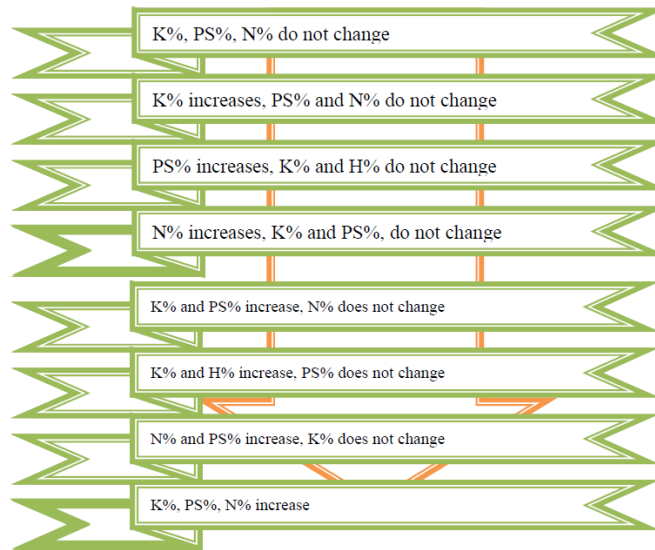 K%, PS%, N% do not change
K% increases, PS% and N% do not change
PS% increases, K% and H% do not change
N% increases, K% and PS%, do not change
K% and PS% increase, N% does not change
K% and H% increase, PS% does not change
N% and PS% increase, K% does not change
K%, PS%, N% increase